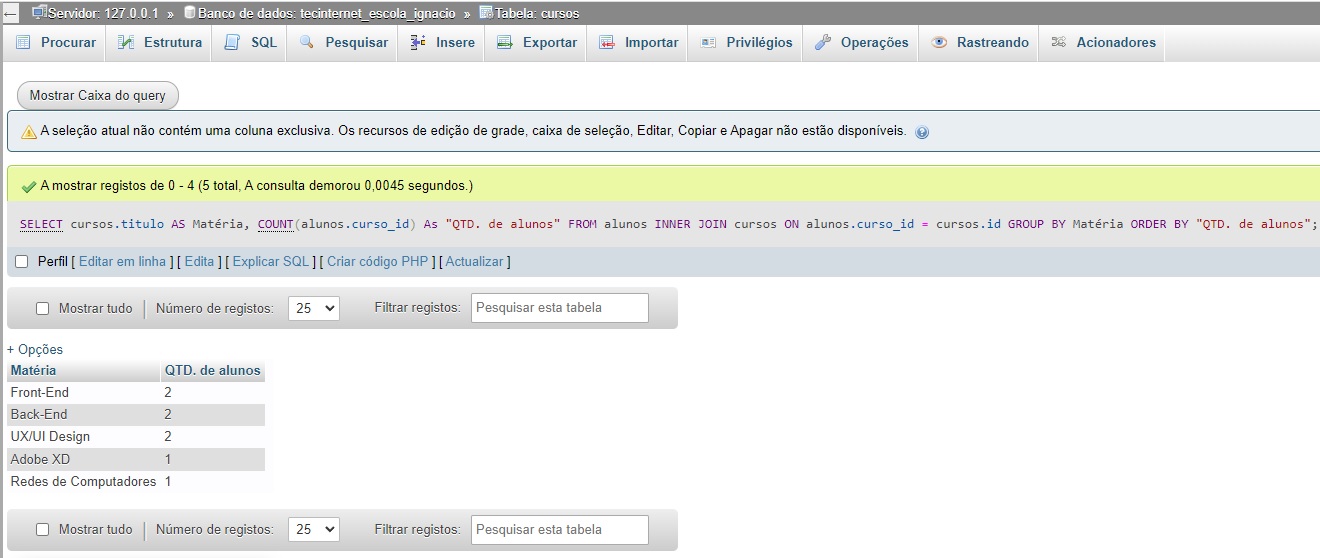 Servidor: 127.0.0.1 » Banco de dados: tecinternet_escola_ignacio » Tabela: cursos
Procurar Estrutura SQL Pesquisar Insere Exportar Importar Privilégios Operações Rastreando Acionadores
Mostrar Caixa do query
A seleção atual não contém uma coluna exclusiva. Os recursos de edição de grade, caixa de seleção, Editar, Copiar e Apagar não estão disponíveis.
A mostrar registos de 0 - 4 (5 total, A consulta demorou 0,0045 segundos.)
SELECT cursos.titulo AS Matéria, COUNT(alunos.curso_id) As "QTD. de alunos" FROM alunos INNER JOIN cursos ON alunos.curso_id = cursos.id GROUP BY Matéria ORDER BY "QTD. de alunos";
Perfil [ Editar em linha ] [ Edita ] [ Explicar SQL ] [ Criar código PHP ] [ Actualizar ]
Mostrar tudo Número de registos: 25 Filtrar registos: Pesquisar esta tabela
+ Opções
Matéria QTD. de alunos
Front-End 2
Back-End 2
UX/UI Design 2
Adobe XD 1
Redes de Computadores 1
Mostrar tudo Número de registos: 25 Filtrar registos: Pesquisar esta tabela